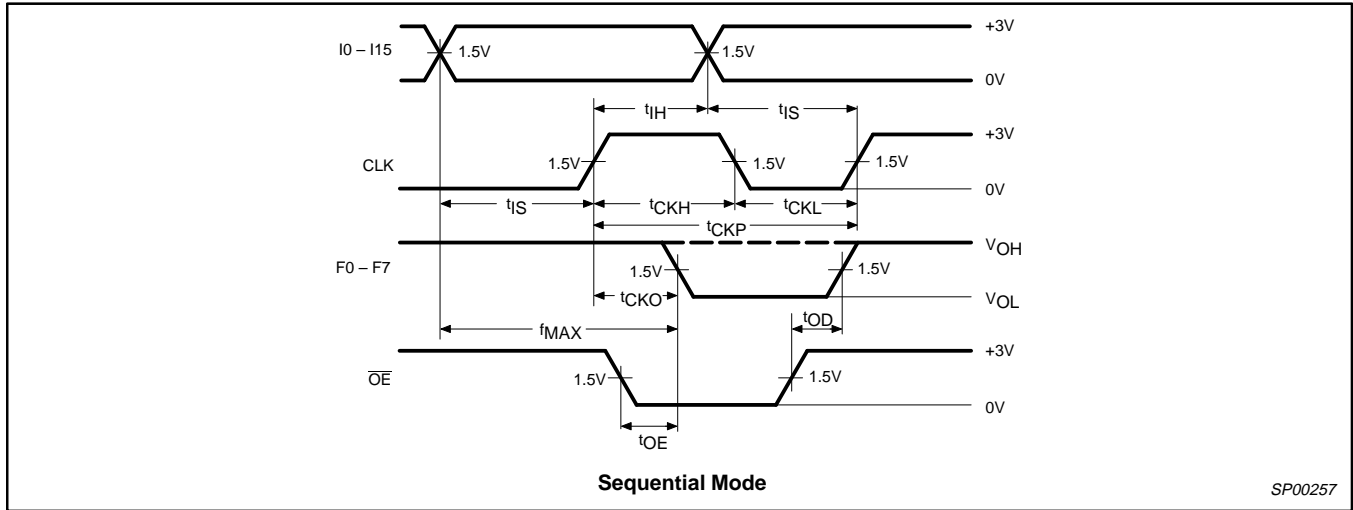 +3V
I0 – I15
1.5V
1.5V
0V
tIH
tIS
+3V
CLK
1.5V
1.5V
1.5V
0V
tIS
tCKH
tCKL
tCKP
VOH
F0 – F7
1.5V
1.5V
tCKO
VOL
tOD
fMAX
+3V
OE
1.5V
1.5V
0V
tOE
Sequential Mode
SP00257